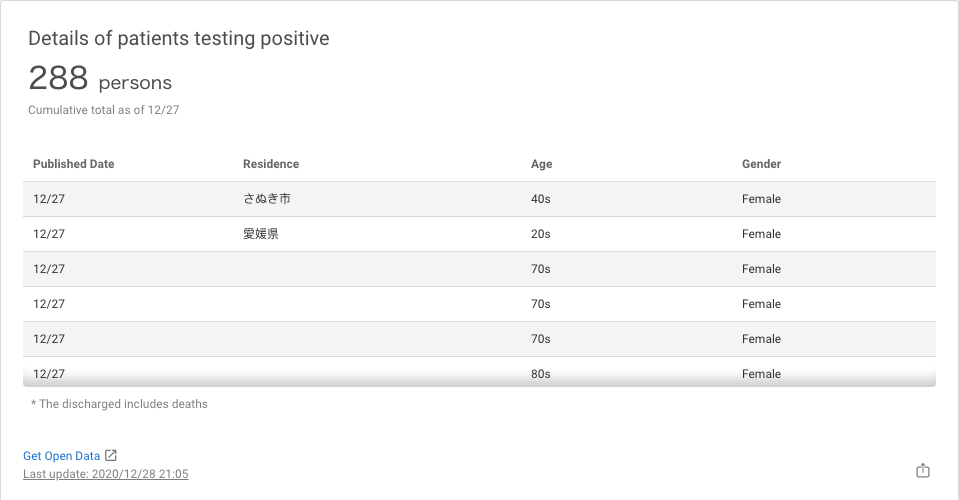 Details of patients testing positive
288 persons
Cumulative total as of 12/27
Published Date Residence Age Gender
12/27 さぬき市 40s Female
12/27 愛媛県 20s Female
12/27 70s Female
12/27 70s Female
12/27 70s Female
12/27 80s Female
* The discharged includes deaths
Get Open Data
Last update: 2020/12/28 21:05